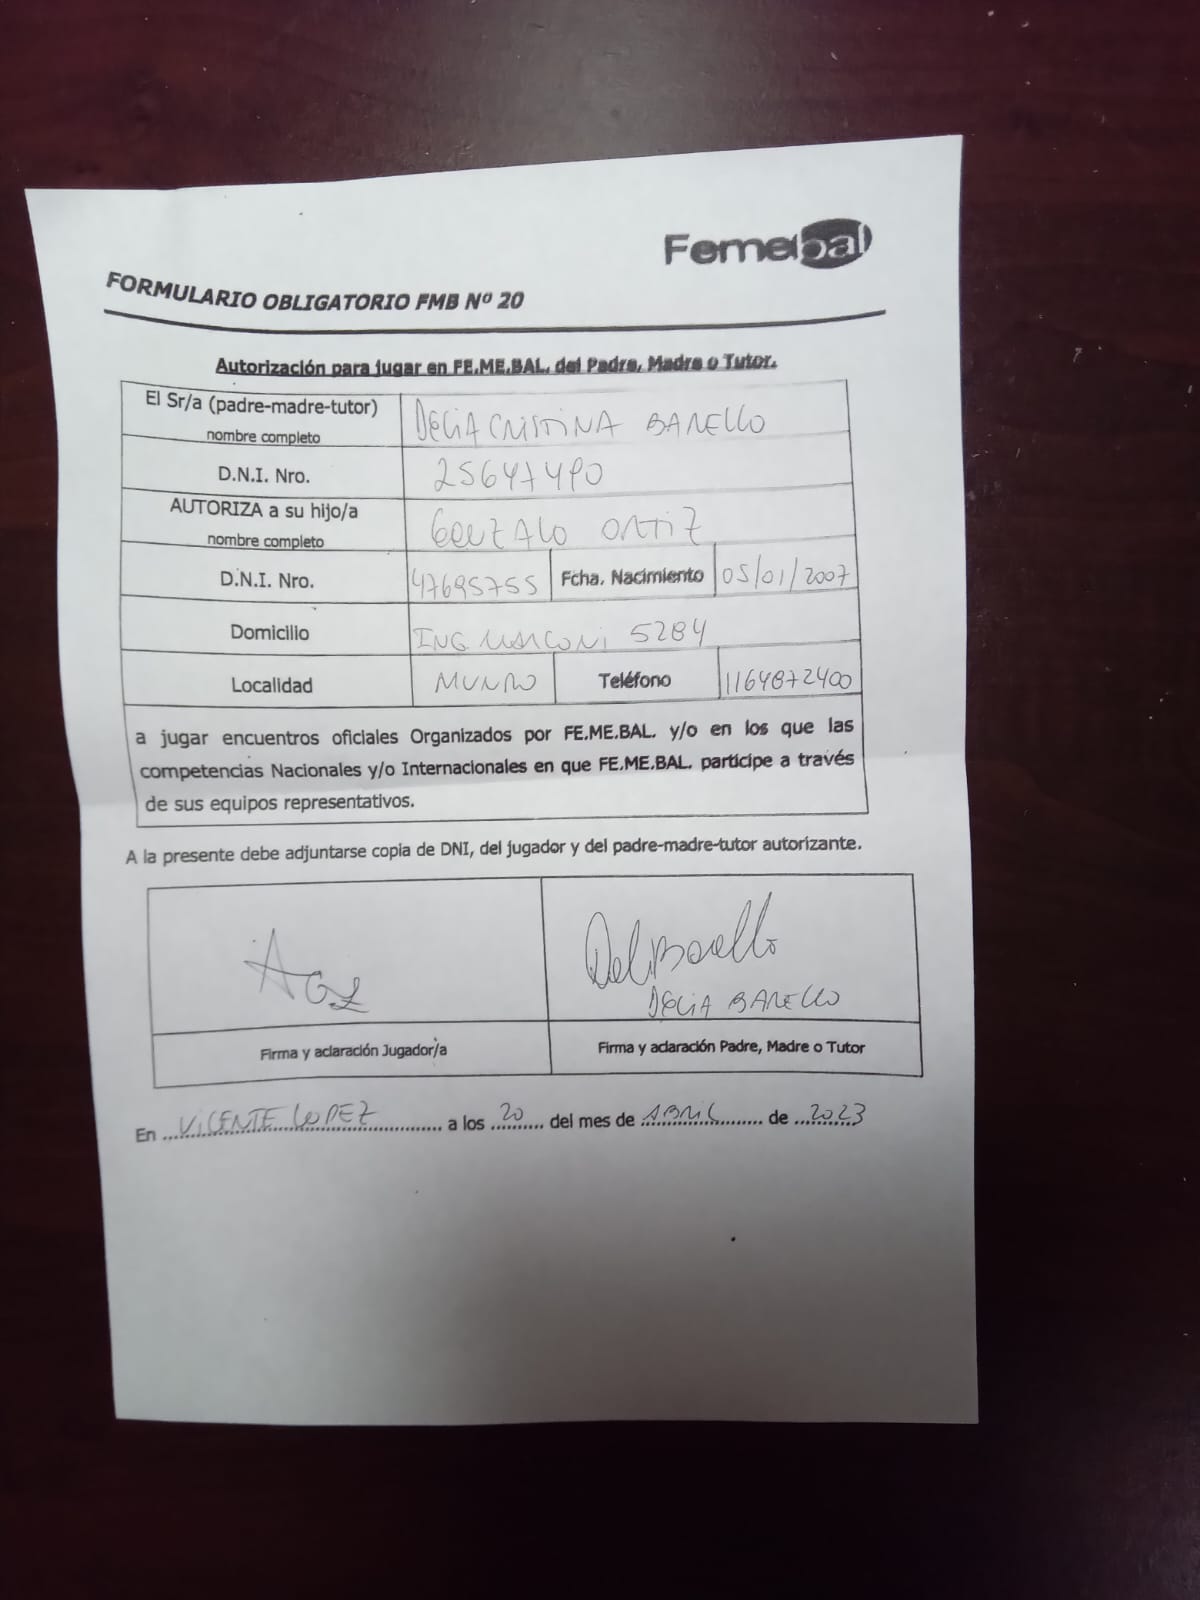 Femebal
FORMULARIO OBLIGATORIO FMB Nº 20
Autorización para jugar en FE.ME.BAL. del Padre, Madre o Tutor.
El Sr/a (padre-madre-tutor)
nombre completo
DELIA CRISTINA BARELLO
D.N.I. Nro.
25647490
AUTORIZA a su hijo/a
nombre completo
GONZALO ORTIZ
D.N.I. Nro.
47695755
Fcha. Nacimiento
05/01/2007
Domicilio
ING. MARCONI 5284
Localidad
MUNRO
Teléfono
1164872400
a jugar encuentros oficiales Organizados por FE.ME.BAL. y/o en los que las
competencias Nacionales y/o Internacionales en que FE.ME.BAL. participe a través
de sus equipos representativos.
A la presente debe adjuntarse copia de DNI, del jugador y del padre-madre-tutor autorizante.
DELIA BARELLO
Firma y aclaración Jugador/a
Firma y aclaración Padre, Madre o Tutor
En VICENTE LOPEZ a los 20 del mes de ABRIL de 2023